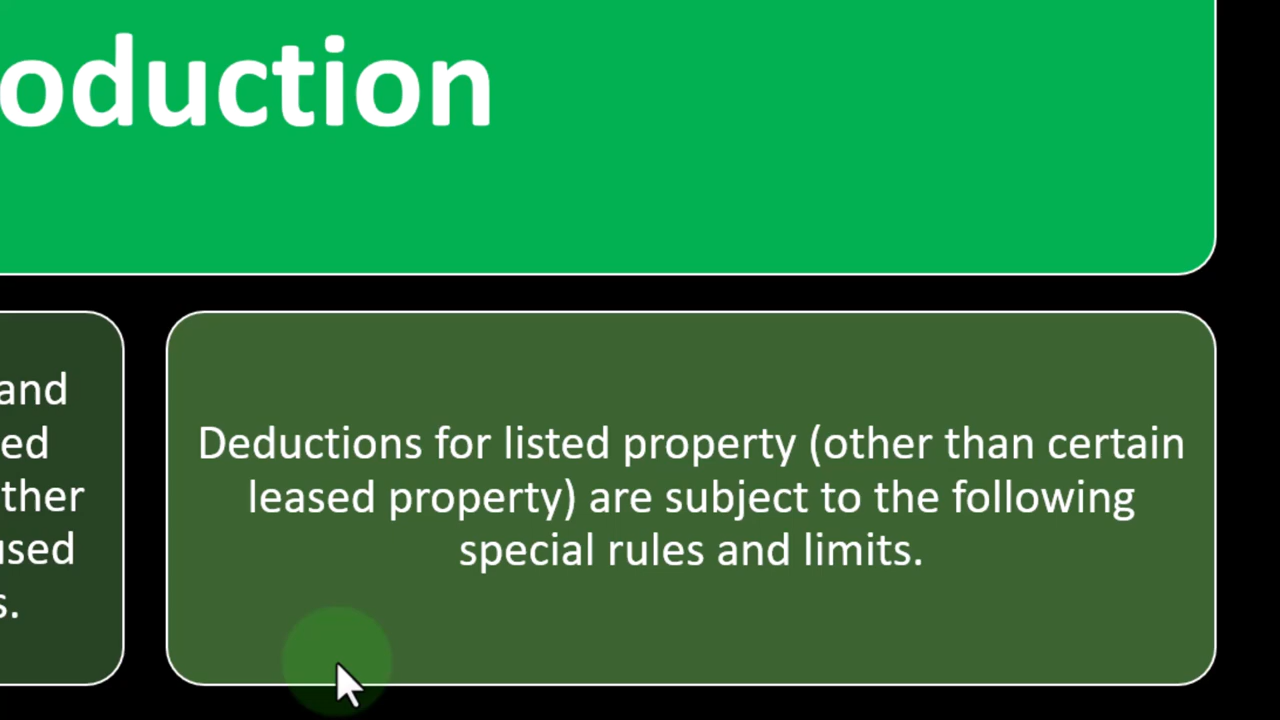 oduction
and
ed
ther
used
s.
Deductions for listed property (other than certain
leased property) are subject to the following
special rules and limits.